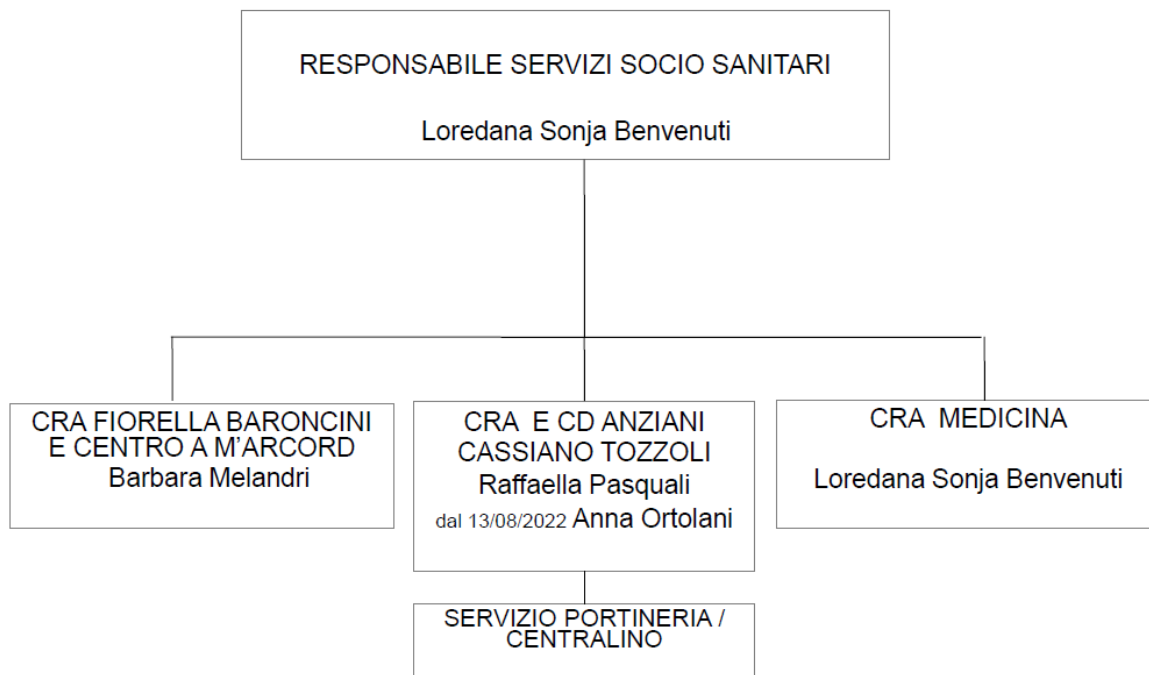 RESPONSABILE SERVIZI SOCIO SANITARI
Loredana Sonja Benvenuti
CRA FIORELLA BARONCINI
E CENTRO A M'ARCORD
Barbara Melandri
CRA E CD ANZIANI
CASSIANO TOZZOLI
Raffaella Pasquali
dal 13/08/2022 Anna Ortolani
CRA MEDICINA
Loredana Sonja Benvenuti
SERVIZIO PORTINERIA /
CENTRALINO